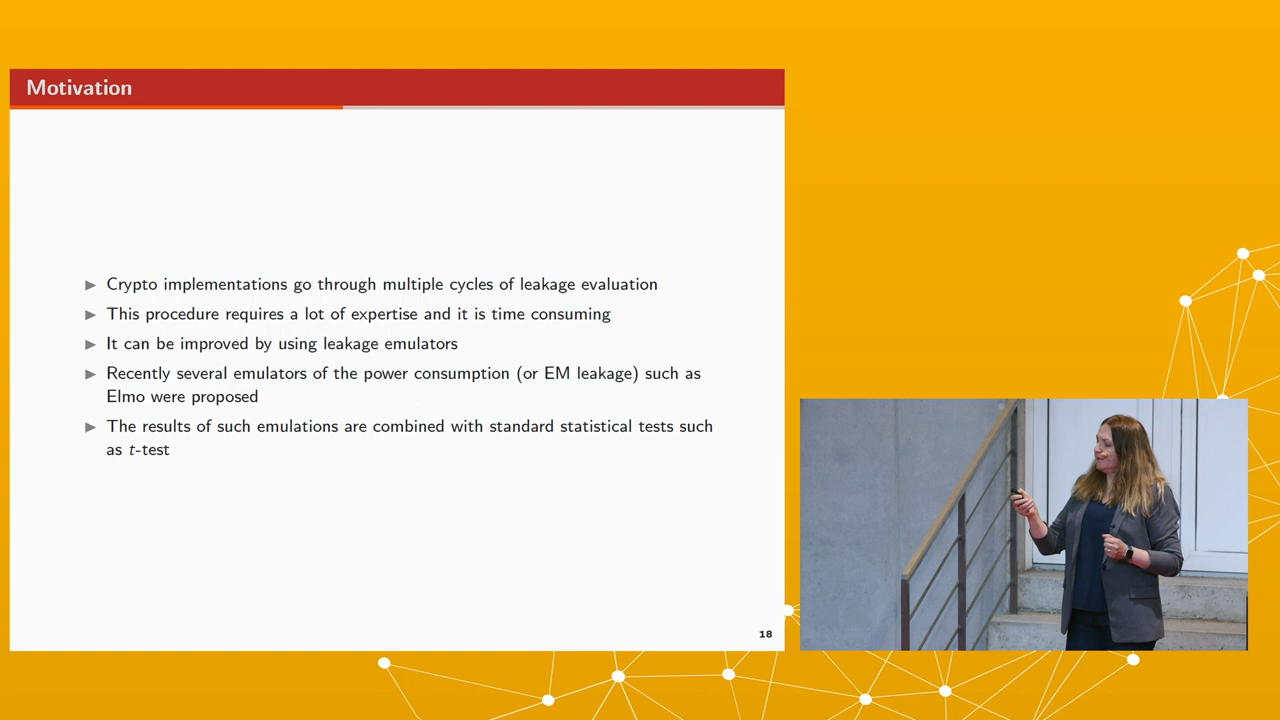 Motivation
▶ Crypto implementations go through multiple cycles of leakage evaluation
▶ This procedure requires a lot of expertise and it is time consuming
▶ It can be improved by using leakage emulators
▶ Recently several emulators of the power consumption (or EM leakage) such as
Elmo were proposed
▶ The results of such emulations are combined with standard statistical tests such
as t-test
18